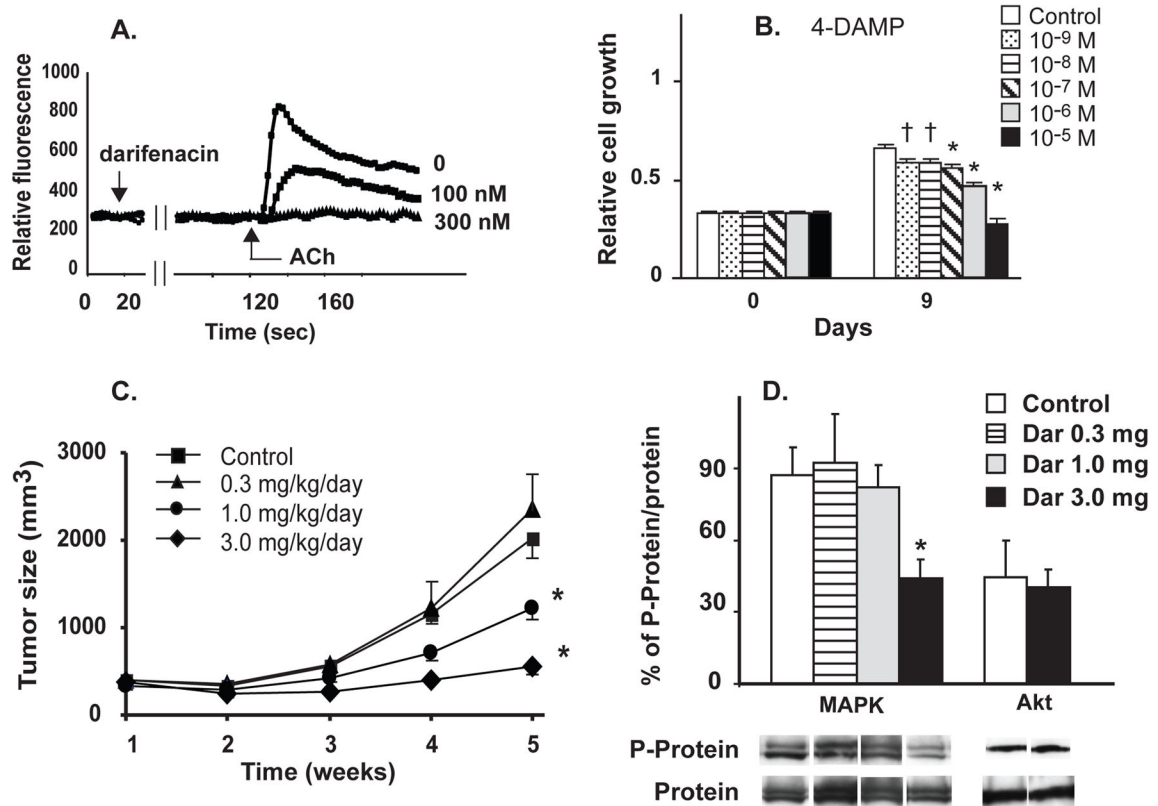 A.
Relative fluorescence
1000
800
600
400
200
0
darifenacin
0
100 nM
300 nM
ACh
0 20 120 160
Time (sec)
B. 4-DAMP
Control
10-9 M
10-8 M
10-7 M
10-6 M
10-5 M
Relative cell growth
1
0.5
0
† † * * *
0 9
Days
C.
Tumor size (mm3)
3000
2000
1000
0
Control
0.3 mg/kg/day
1.0 mg/kg/day
3.0 mg/kg/day
*
*
1 2 3 4 5
Time (weeks)
D.
Control
Dar 0.3 mg
Dar 1.0 mg
Dar 3.0 mg
% of P-Protein/protein
90
60
30
0
*
MAPK Akt
P-Protein
Protein